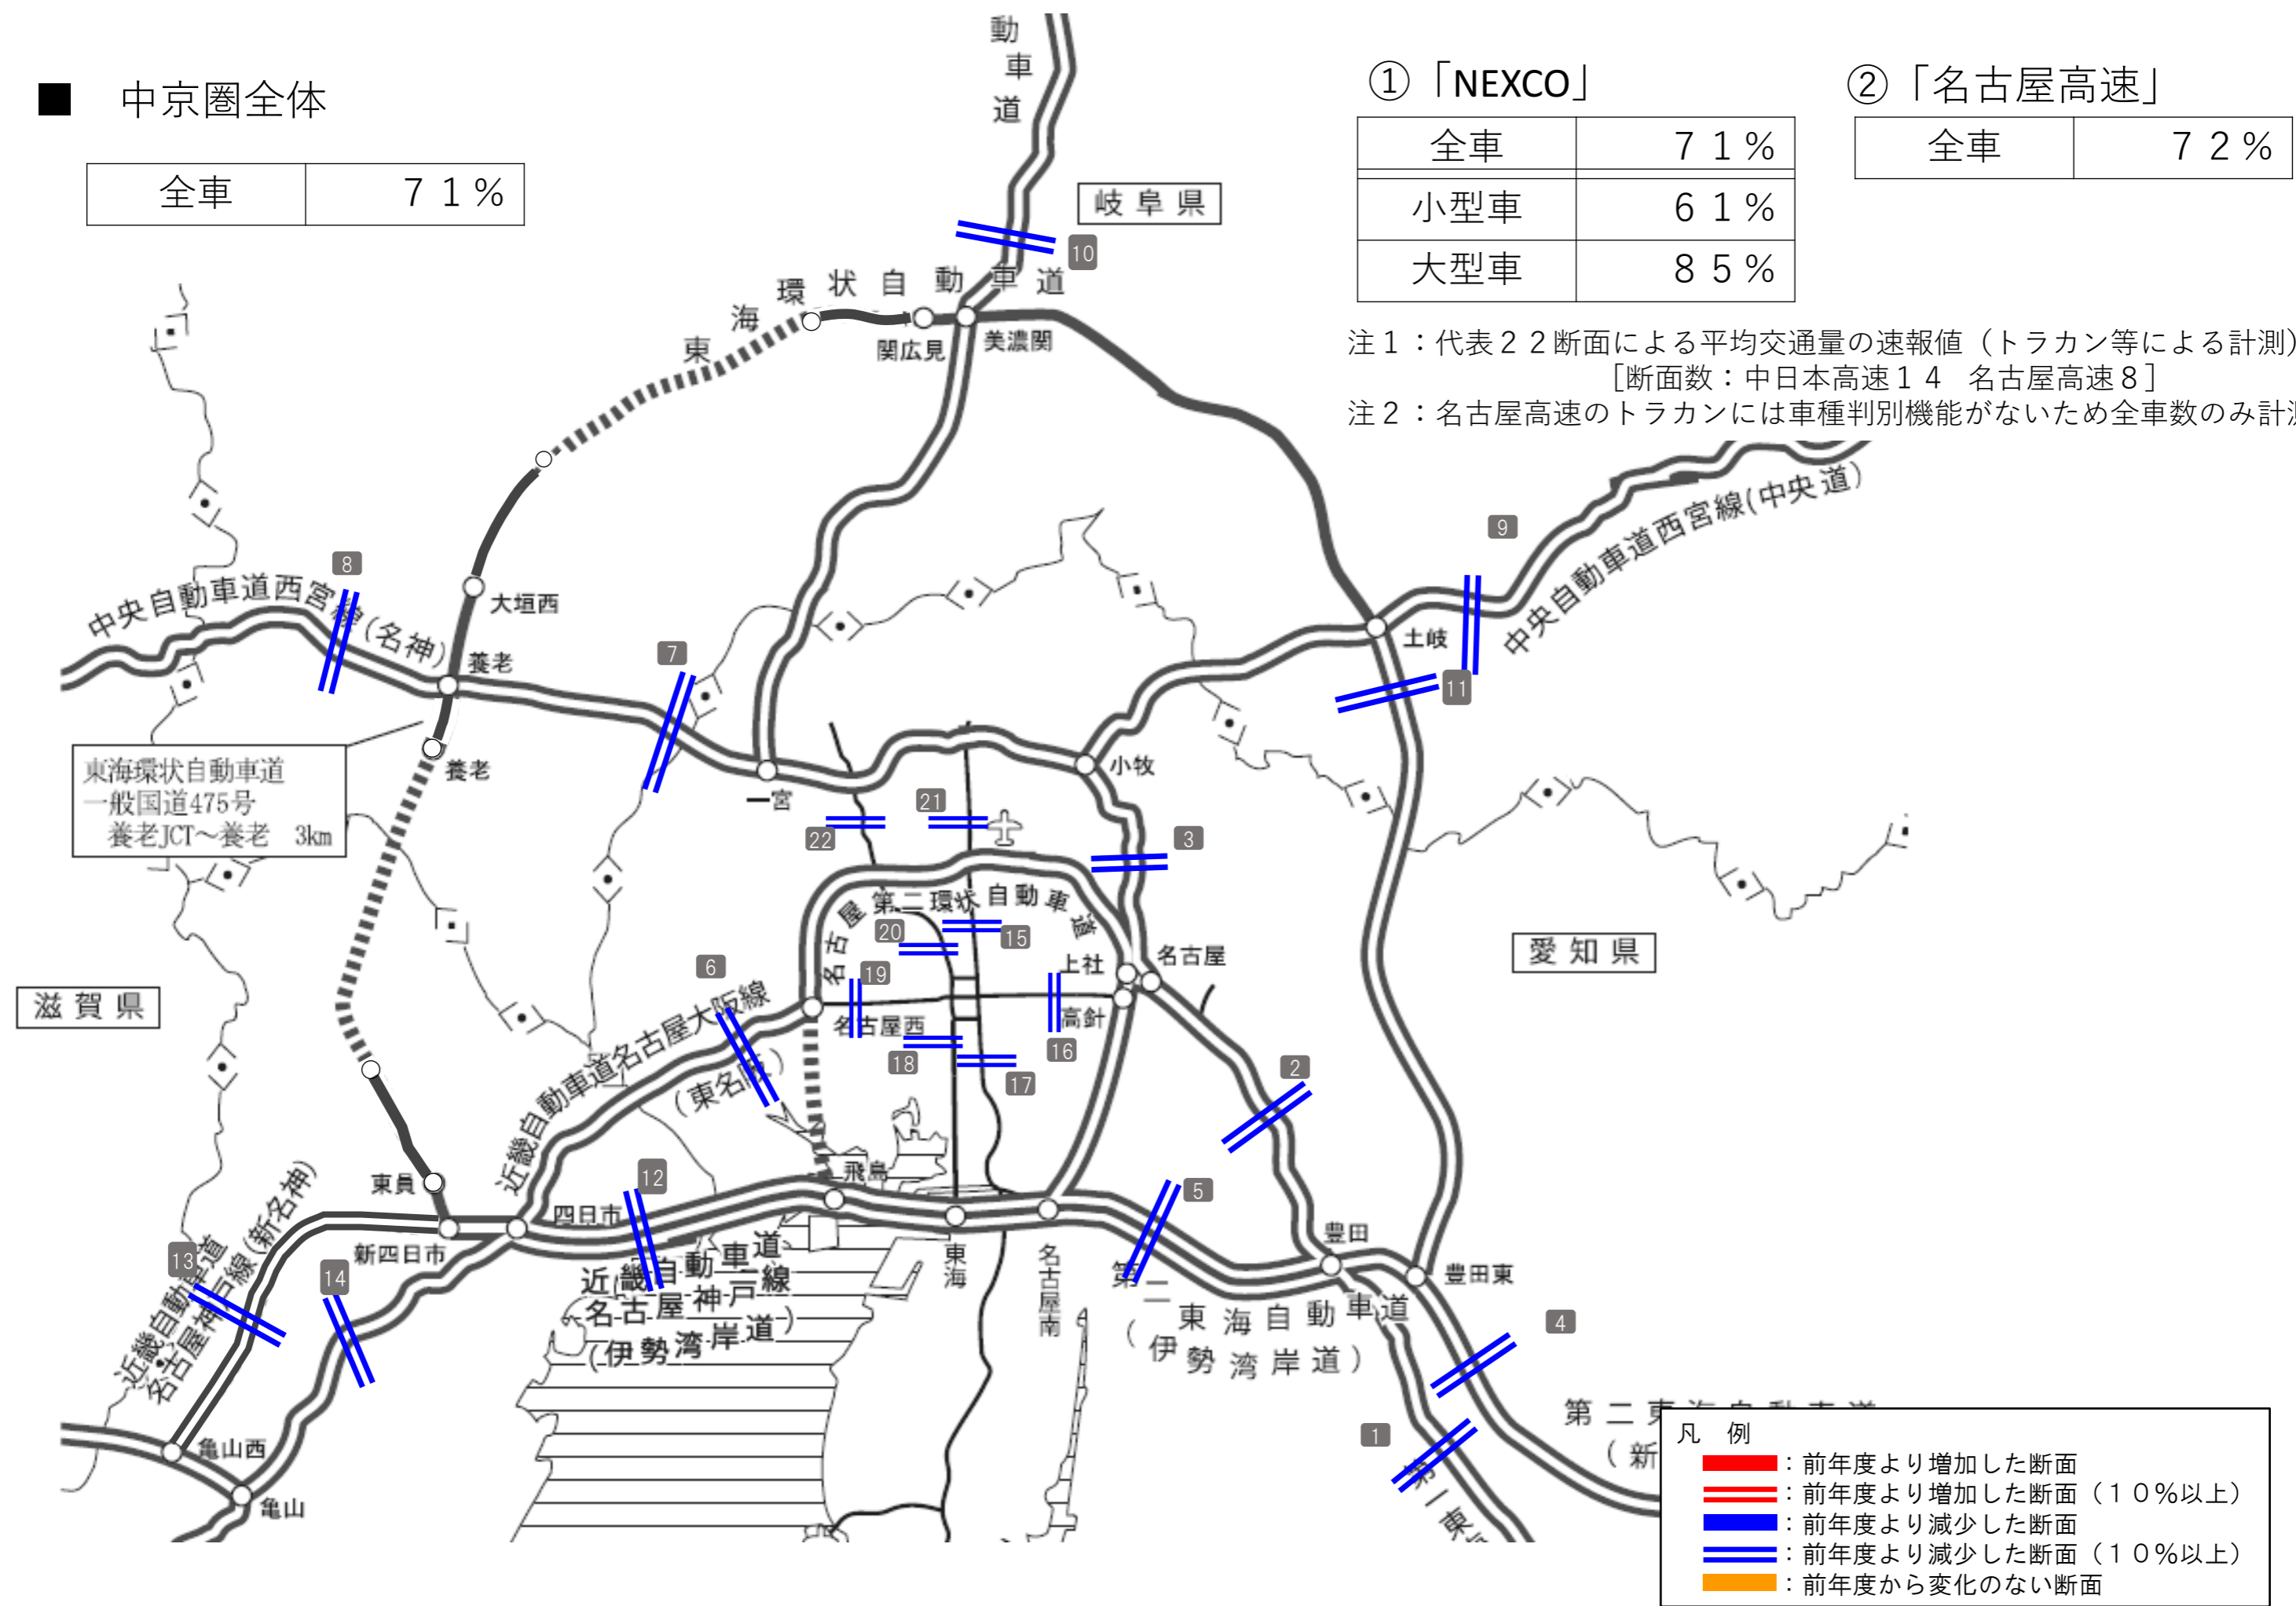 ■ 中京圏全体
全車 71%
①「NEXCO」
全車 71%
小型車 61%
大型車 85%
②「名古屋高速」
全車 72%
注1：代表22断面による平均交通量の速報値（トラカン等による計測）
［断面数：中日本高速14 名古屋高速8］
注2：名古屋高速のトラカンには車種判別機能がないため全車数のみ計
動車道
岐阜県
10
東海環状自動車道
関広見
美濃関
9
中央自動車道西宮線(中央道)
8
中央自動車道西宮線(名神)
大垣西
養老
7
土岐
11
東海環状自動車道
一般国道475号
養老JCT～養老 3km
養老
一宮
小牧
22
21
3
名古屋第二環状自動車道
20
15
上社
名古屋
愛知県
滋賀県
6
19
近畿自動車道名古屋大阪線
(東名阪)
名古屋西
高針
18
16
17
2
東員
12
飛島
5
四日市
新四日市
13
近畿自動車道
名古屋神戸線(新名神)
14
近畿自動車道
名古屋神戸線
(伊勢湾岸道)
東海
名古屋南
豊田
豊田東
第二東海自動車道
(伊勢湾岸道)
4
1
亀山西
亀山
第二東海自動車道
(新
第一東
凡 例
：前年度より増加した断面
：前年度より増加した断面（10%以上）
：前年度より減少した断面
：前年度より減少した断面（10%以上）
：前年度から変化のない断面